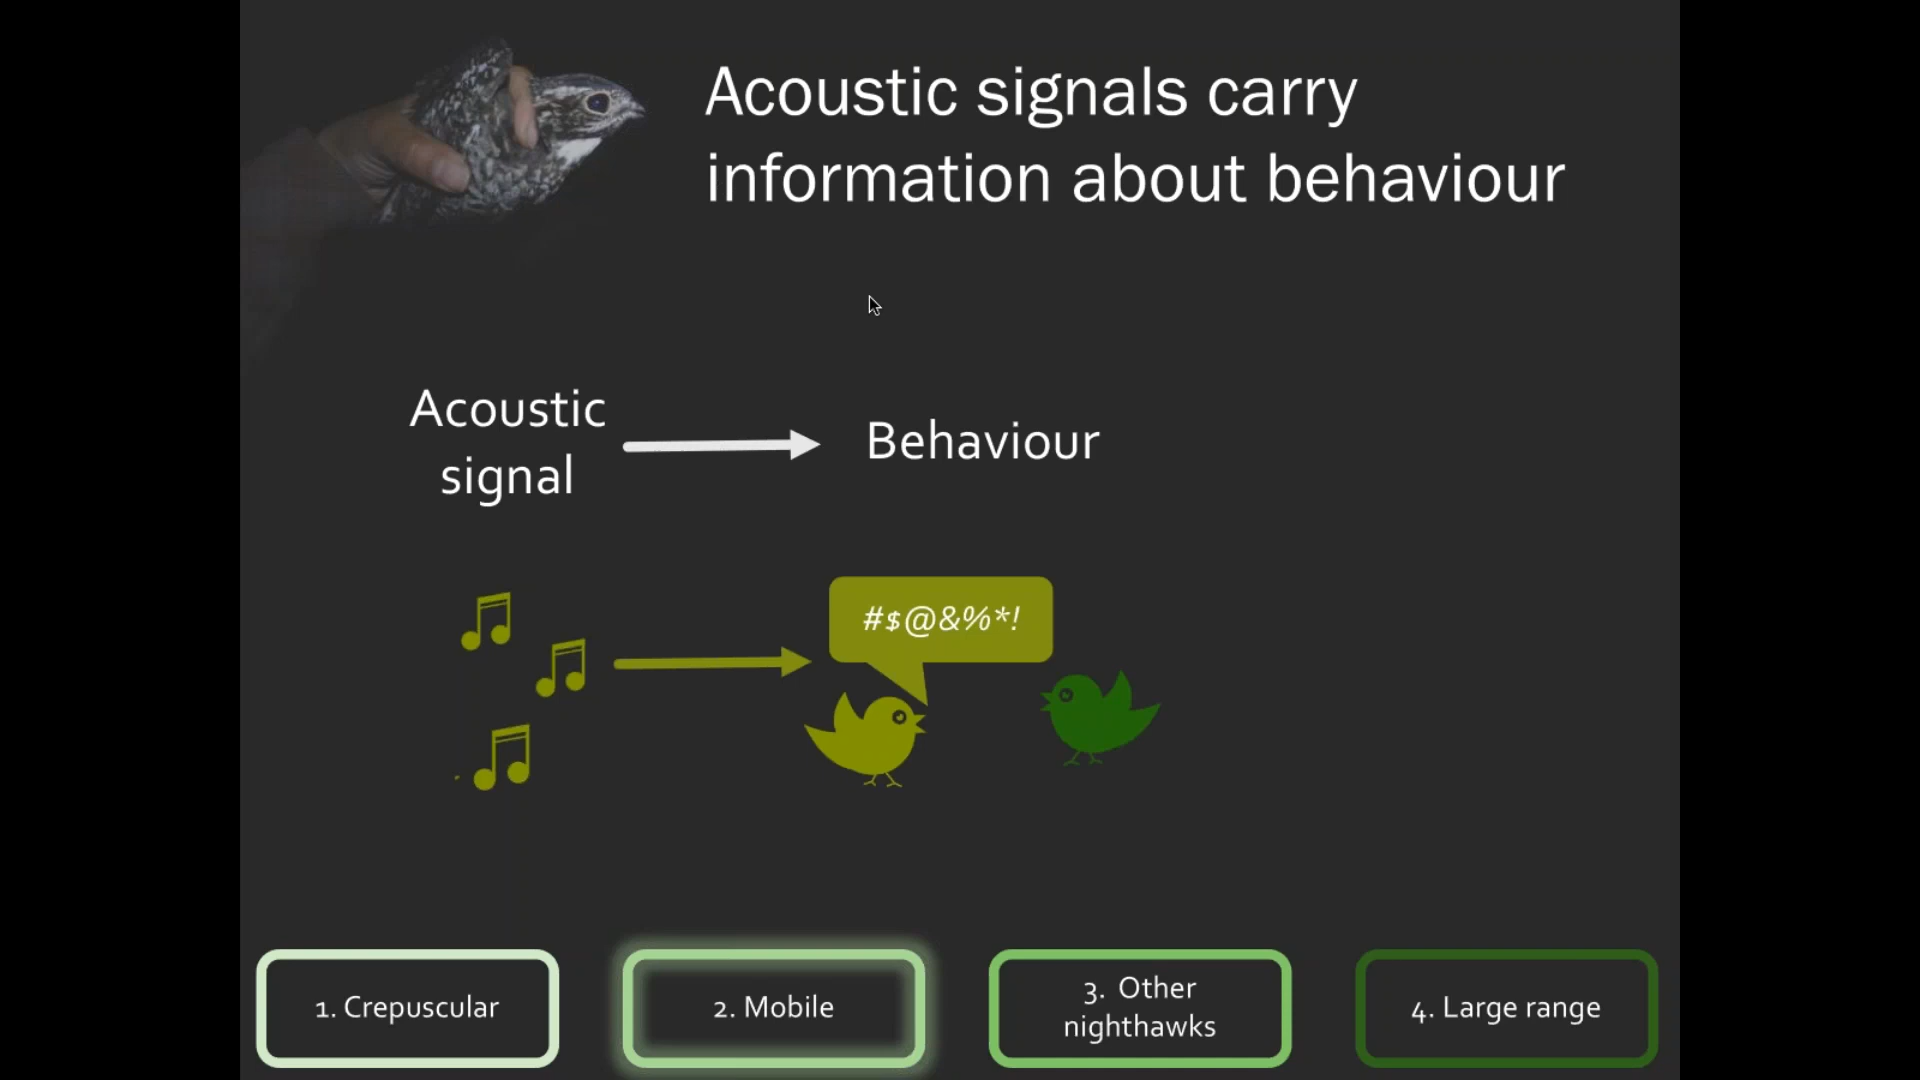 Acoustic signals carry
information about behaviour
Acoustic
signal
Behaviour
#$@&%*!
1. Crepuscular
2. Mobile
3. Other
nighthawks
4. Large range